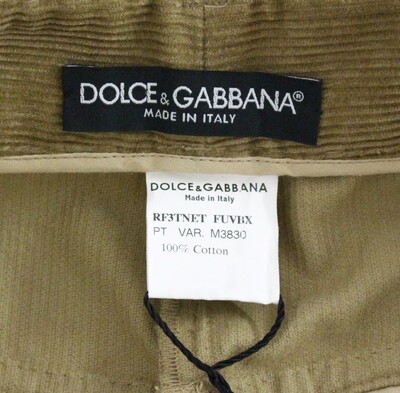 DOLCE & GABBANA®
MADE IN ITALY
DOLCE & GABBANA
Made in Italy
RF3TNET FUVBX
PT VAR. M3830
100% Cotton